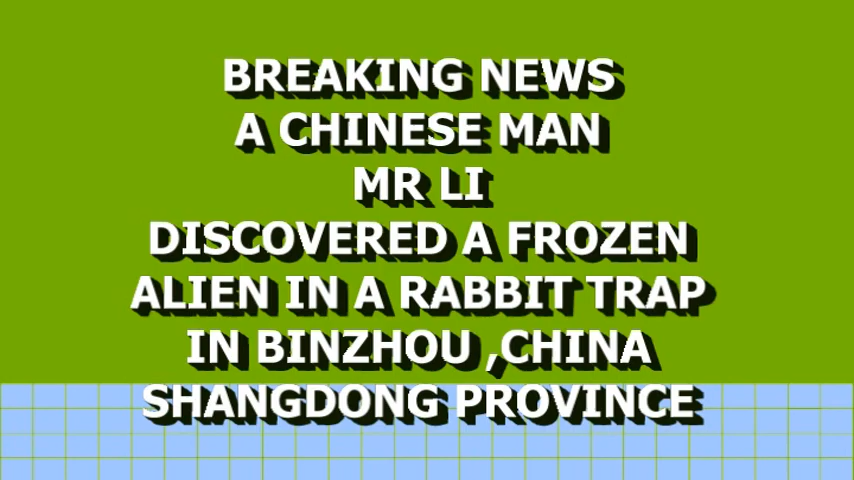 BREAKING NEWS
A CHINESE MAN
MR LI
DISCOVERED A FROZEN
ALIEN IN A RABBIT TRAP
IN BINZHOU ,CHINA
SHANGDONG PROVINCE